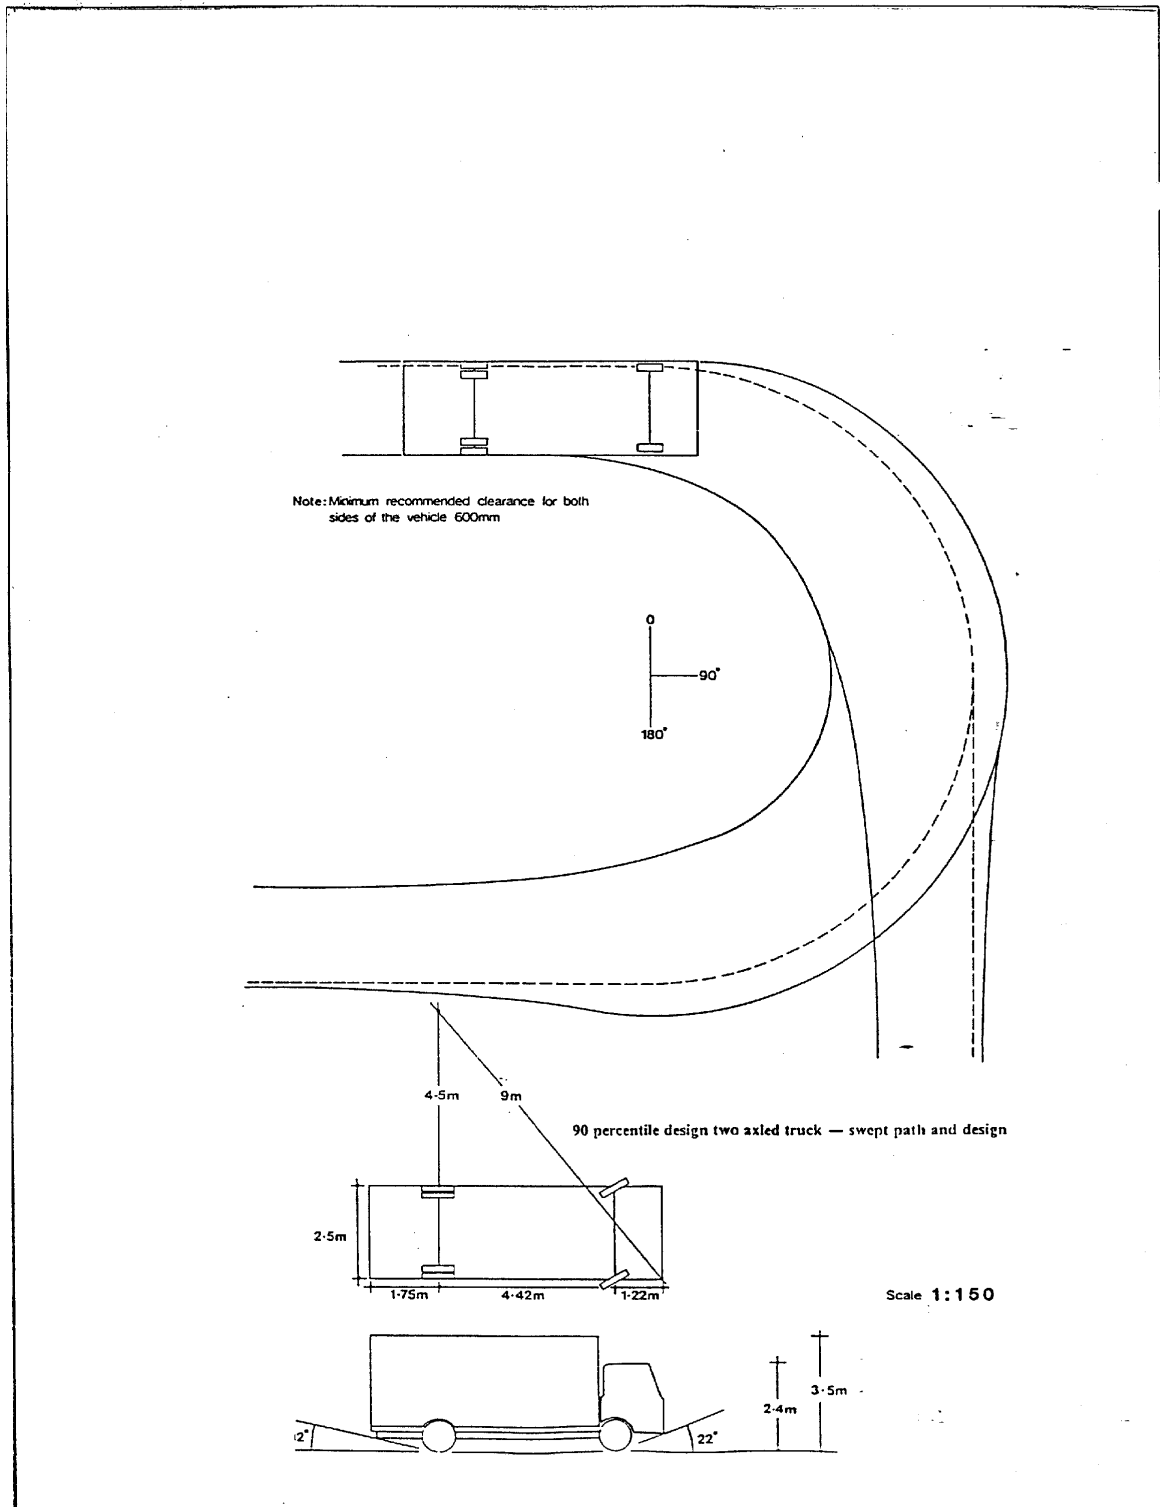 Note: Minimum recommended clearance for both
sides of the vehicle 600mm
0
90°
180°
4·5m
9m
90 percentile design two axled truck — swept path and design
2·5m
1·75m
4·42m
1·22m
Scale 1:150
3·5m
2·4m
22°